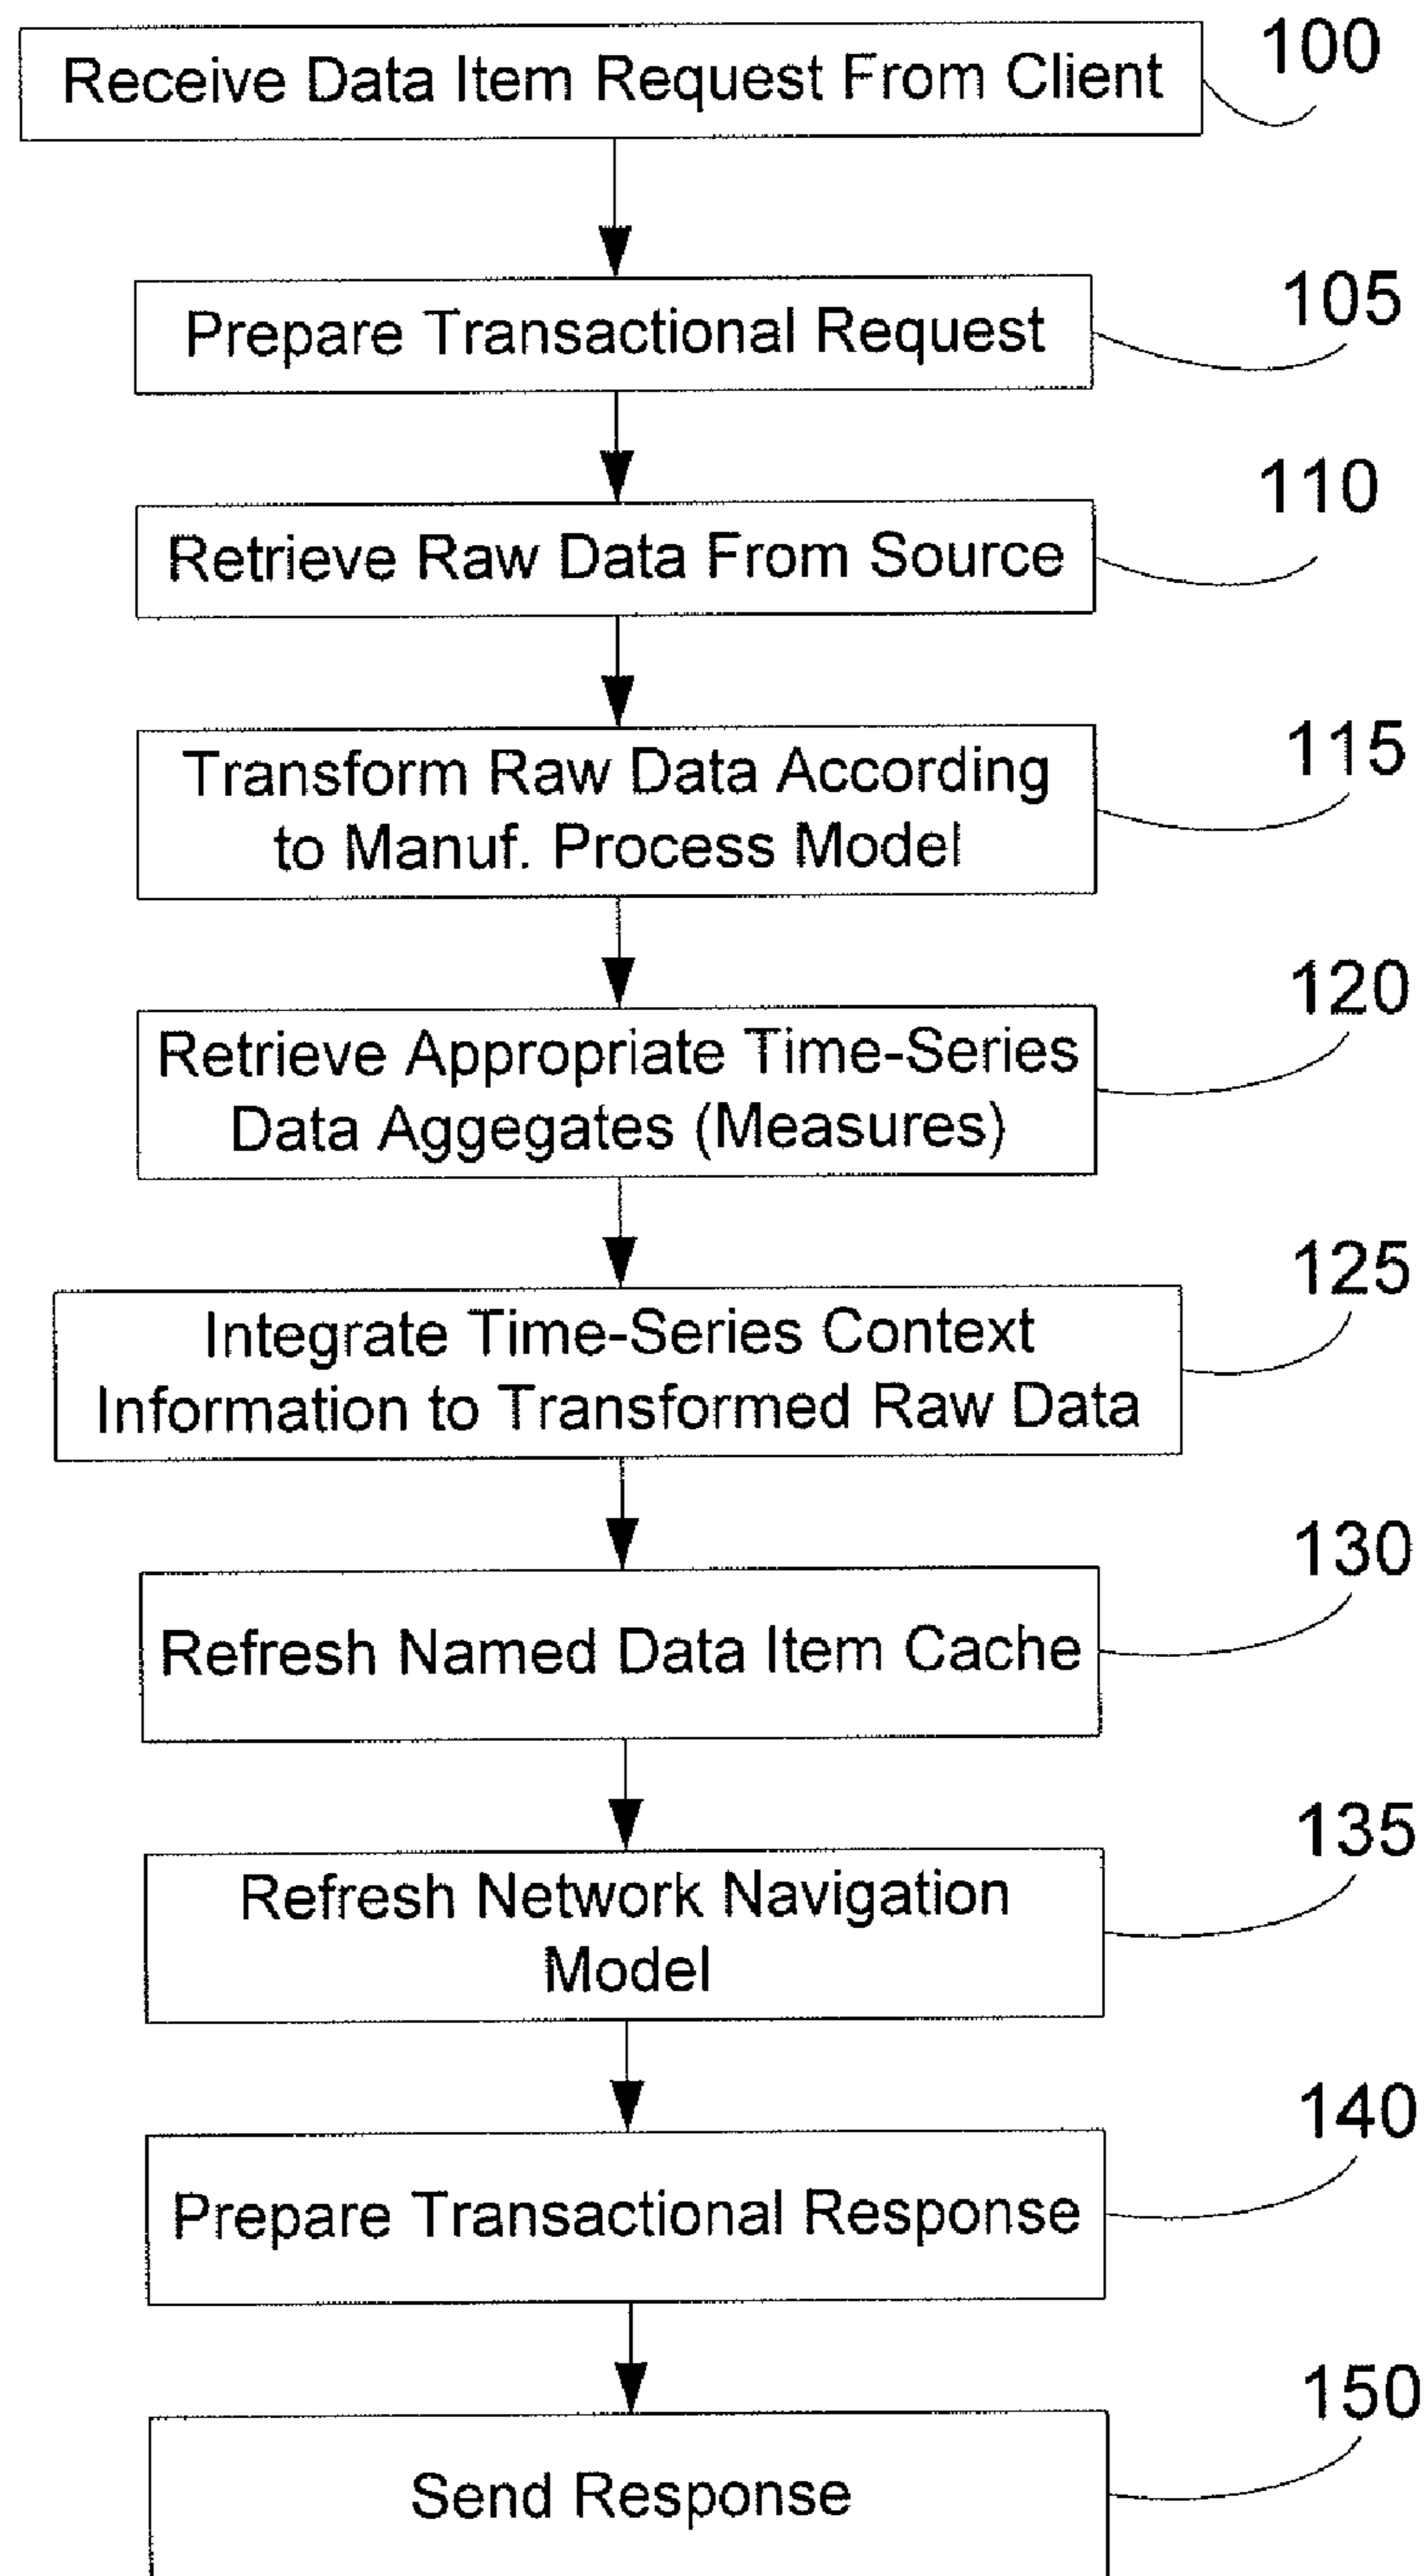 Receive Data Item Request From Client
100
Prepare Transactional Request
105
Retrieve Raw Data From Source
110
Transform Raw Data According
to Manuf. Process Model
115
Retrieve Appropriate Time-Series
Data Aggegates (Measures)
120
Integrate Time-Series Context
Information to Transformed Raw Data
125
Refresh Named Data Item Cache
130
Refresh Network Navigation
Model
135
Prepare Transactional Response
140
Send Response
150